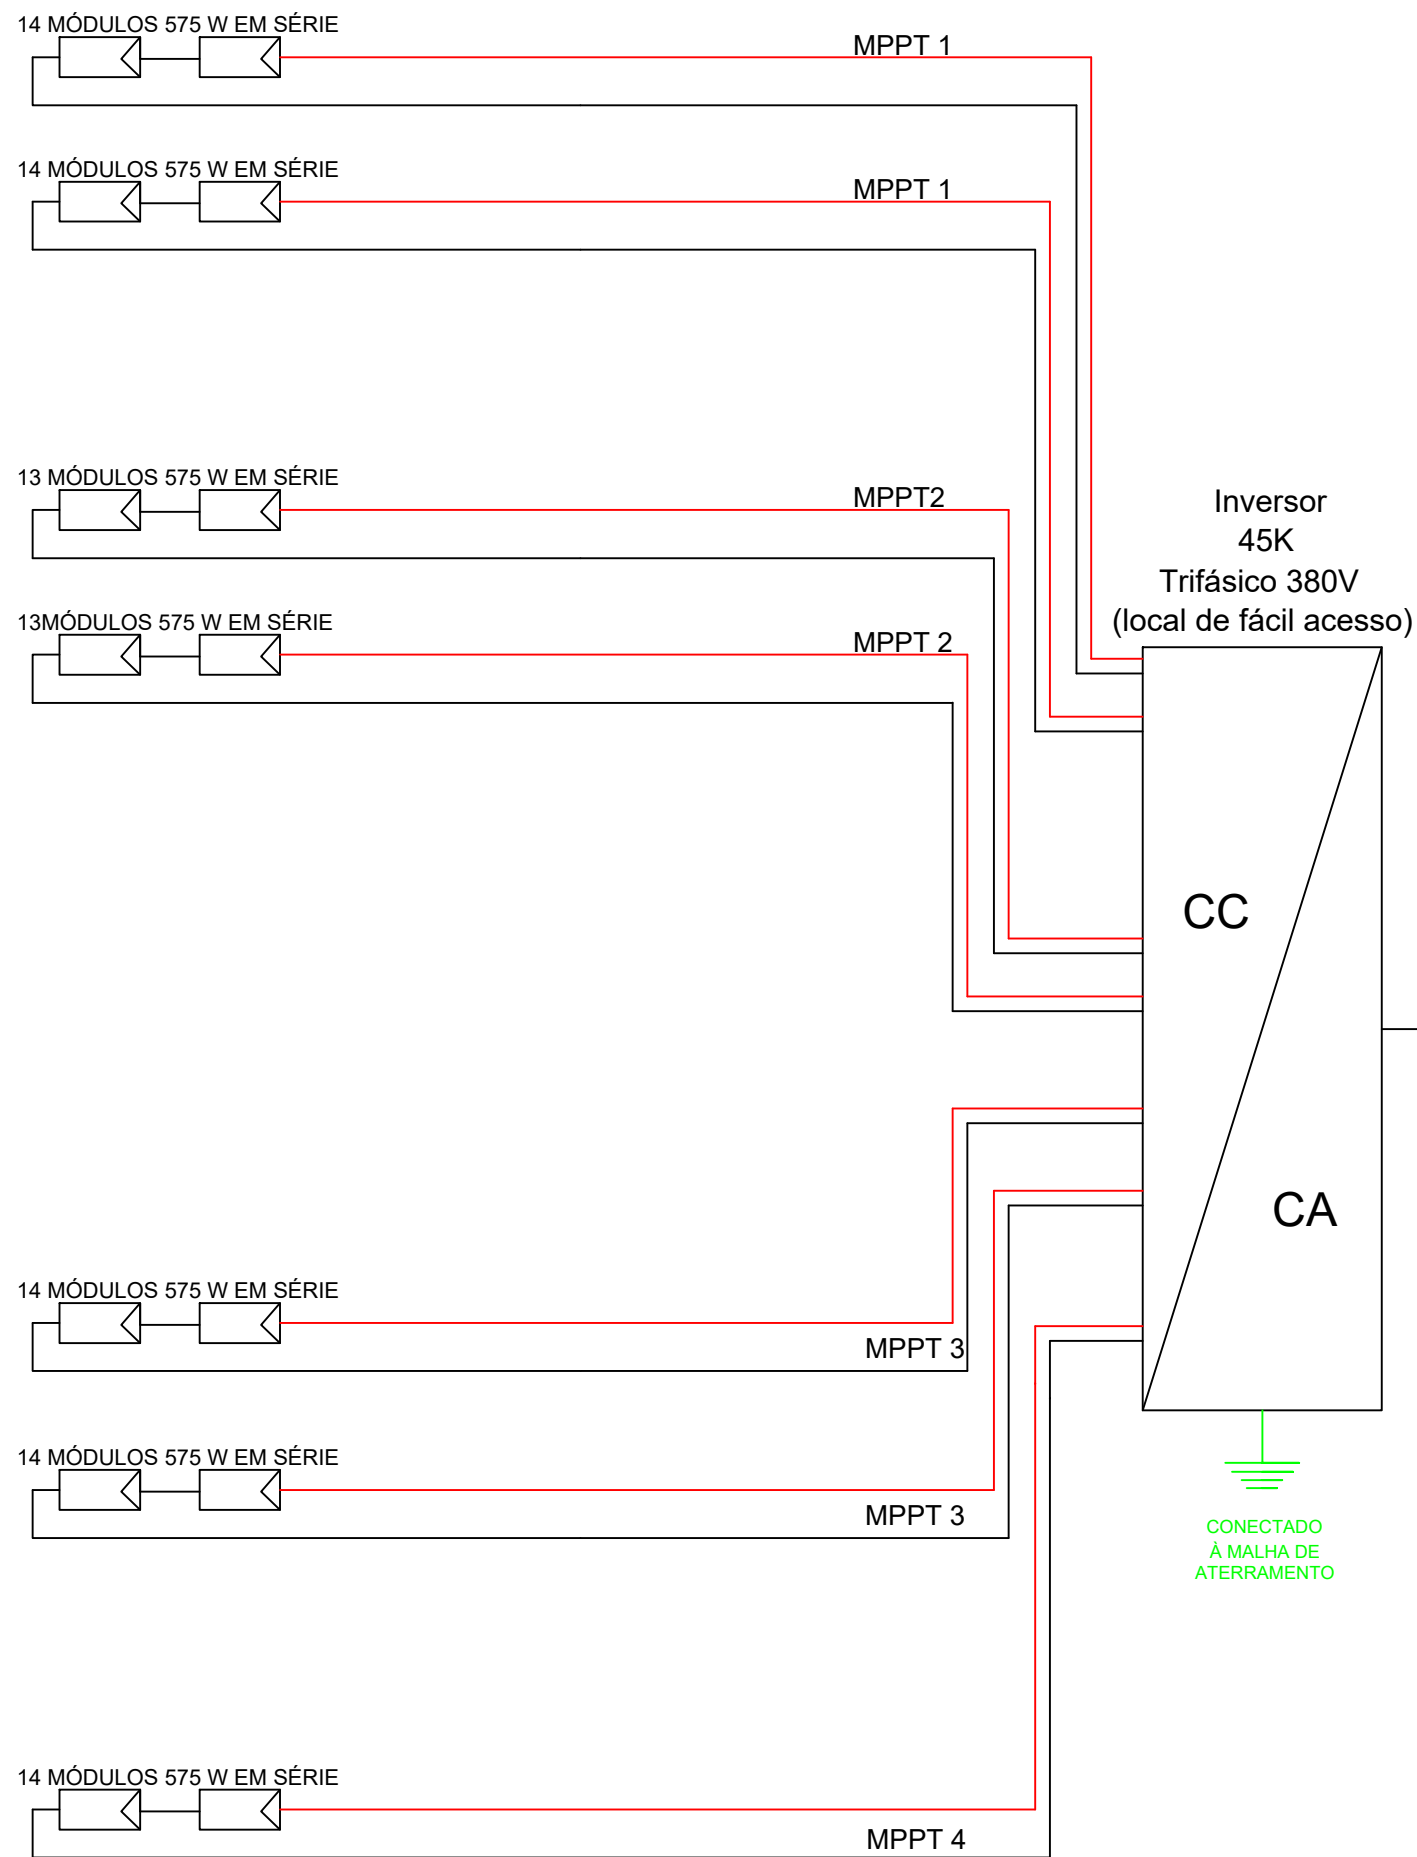 14 MÓDULOS 575 W EM SÉRIE
MPPT 1
14 MÓDULOS 575 W EM SÉRIE
MPPT 1
13 MÓDULOS 575 W EM SÉRIE
MPPT2
Inversor
45K
Trifásico 380V
(local de fácil acesso)
13MÓDULOS 575 W EM SÉRIE
MPPT 2
CC
CA
14 MÓDULOS 575 W EM SÉRIE
MPPT 3
14 MÓDULOS 575 W EM SÉRIE
MPPT 3
CONECTADO
À MALHA DE
ATERRAMENTO
14 MÓDULOS 575 W EM SÉRIE
MPPT 4